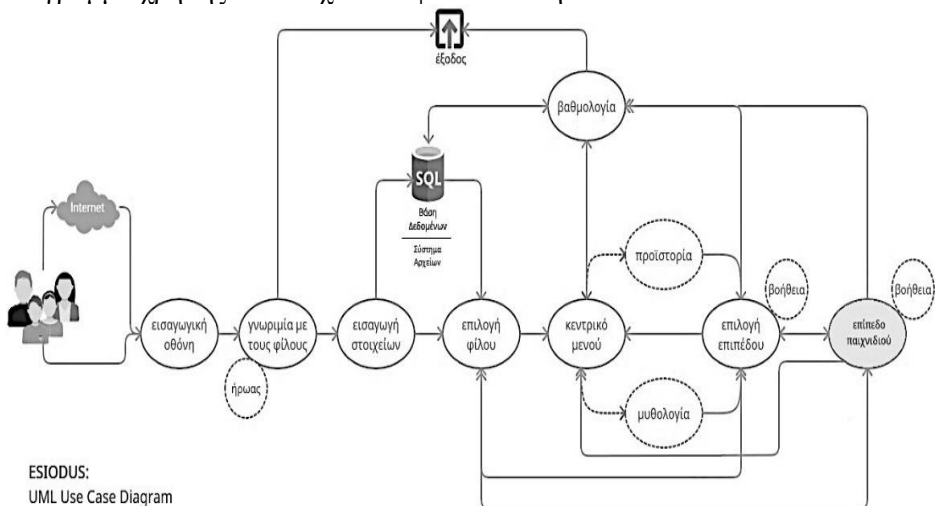 έξοδος
βαθμολογία
SQL
Βάση
Δεδομένων
Σύστημα
Αρχείων
Internet
προϊστορία
βοήθεια
βοήθεια
εισαγωγική
οθόνη
γνωριμία με
τους φίλους
εισαγωγή
στοιχείων
επιλογή
φίλου
κεντρικό
μενού
επιλογή
επιπέδου
επίπεδο
παιχνιδιού
ήρωας
μυθολογία
ESIODUS:
UML Use Case Diagram